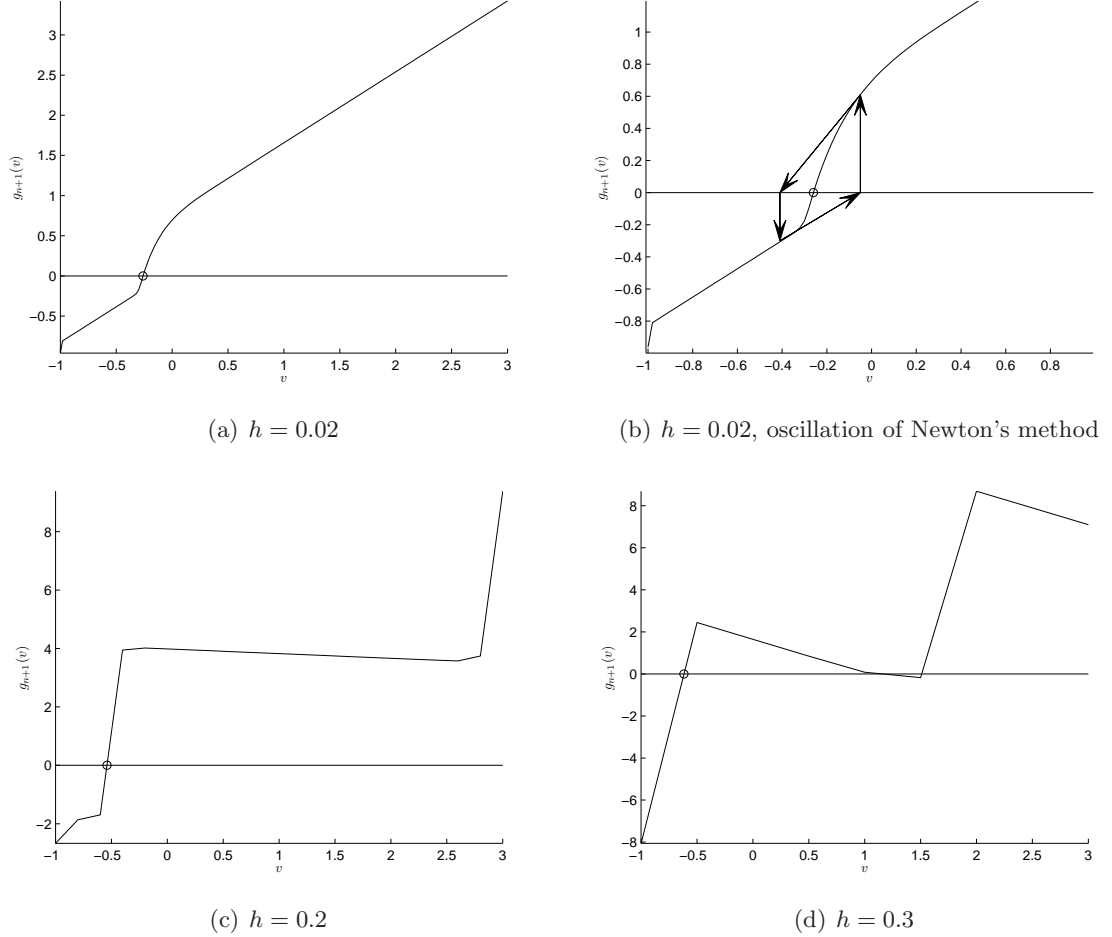 3
2.5
2
1.5
1
0.5
0
−0.5
g_{n+1}(v)
−1 −0.5 0 0.5 1 1.5 2 2.5 3
v
(a) h = 0.02
1
0.8
0.6
0.4
0.2
0
−0.2
−0.4
−0.6
−0.8
g_{n+1}(v)
−1 −0.8 −0.6 −0.4 −0.2 0 0.2 0.4 0.6 0.8
v
(b) h = 0.02, oscillation of Newton's method
8
6
4
2
0
−2
g_{n+1}(v)
−1 −0.5 0 0.5 1 1.5 2 2.5 3
v
(c) h = 0.2
8
6
4
2
0
−2
−4
−6
−8
g_{n+1}(v)
−1 −0.5 0 0.5 1 1.5 2 2.5 3
v
(d) h = 0.3